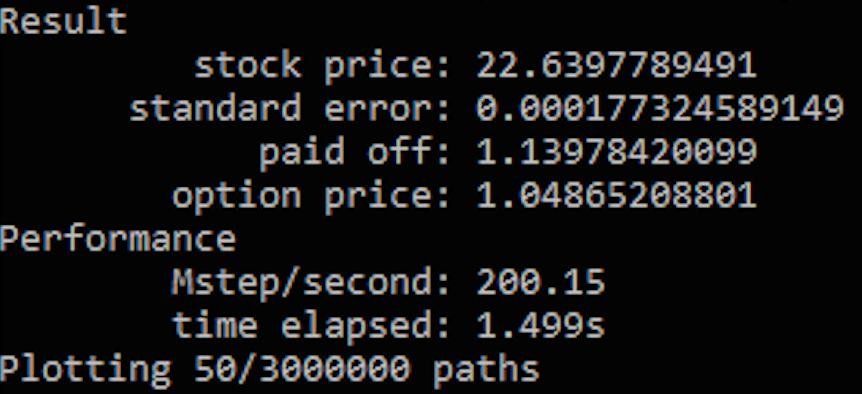 Result
stock price: 22.6397789491
standard error: 0.000177324589149
paid off: 1.13978420099
option price: 1.04865208801
Performance
Mstep/second: 200.15
time elapsed: 1.499s
Plotting 50/3000000 paths